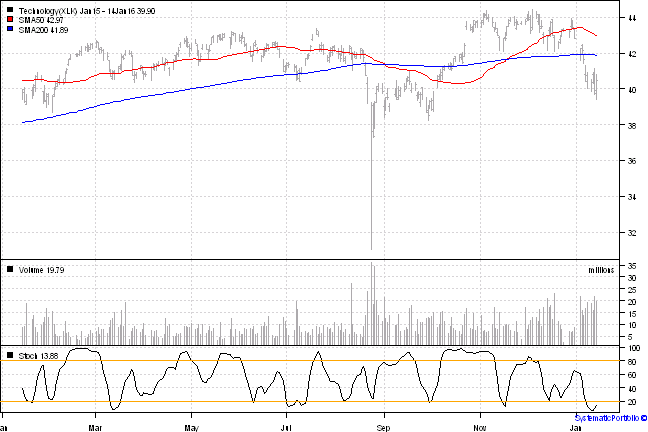 Technology(XLK) Jan15 - 14Jan16 39.90
SMA50 42.97
SMA200 41.89
44
42
40
38
36
34
32
Volume 19.79
millions
35
30
25
20
15
10
5
Stoch 13.88
100
80
60
40
20
an Mar May Jul Sep Nov Jan
SystematicPortfolio ©